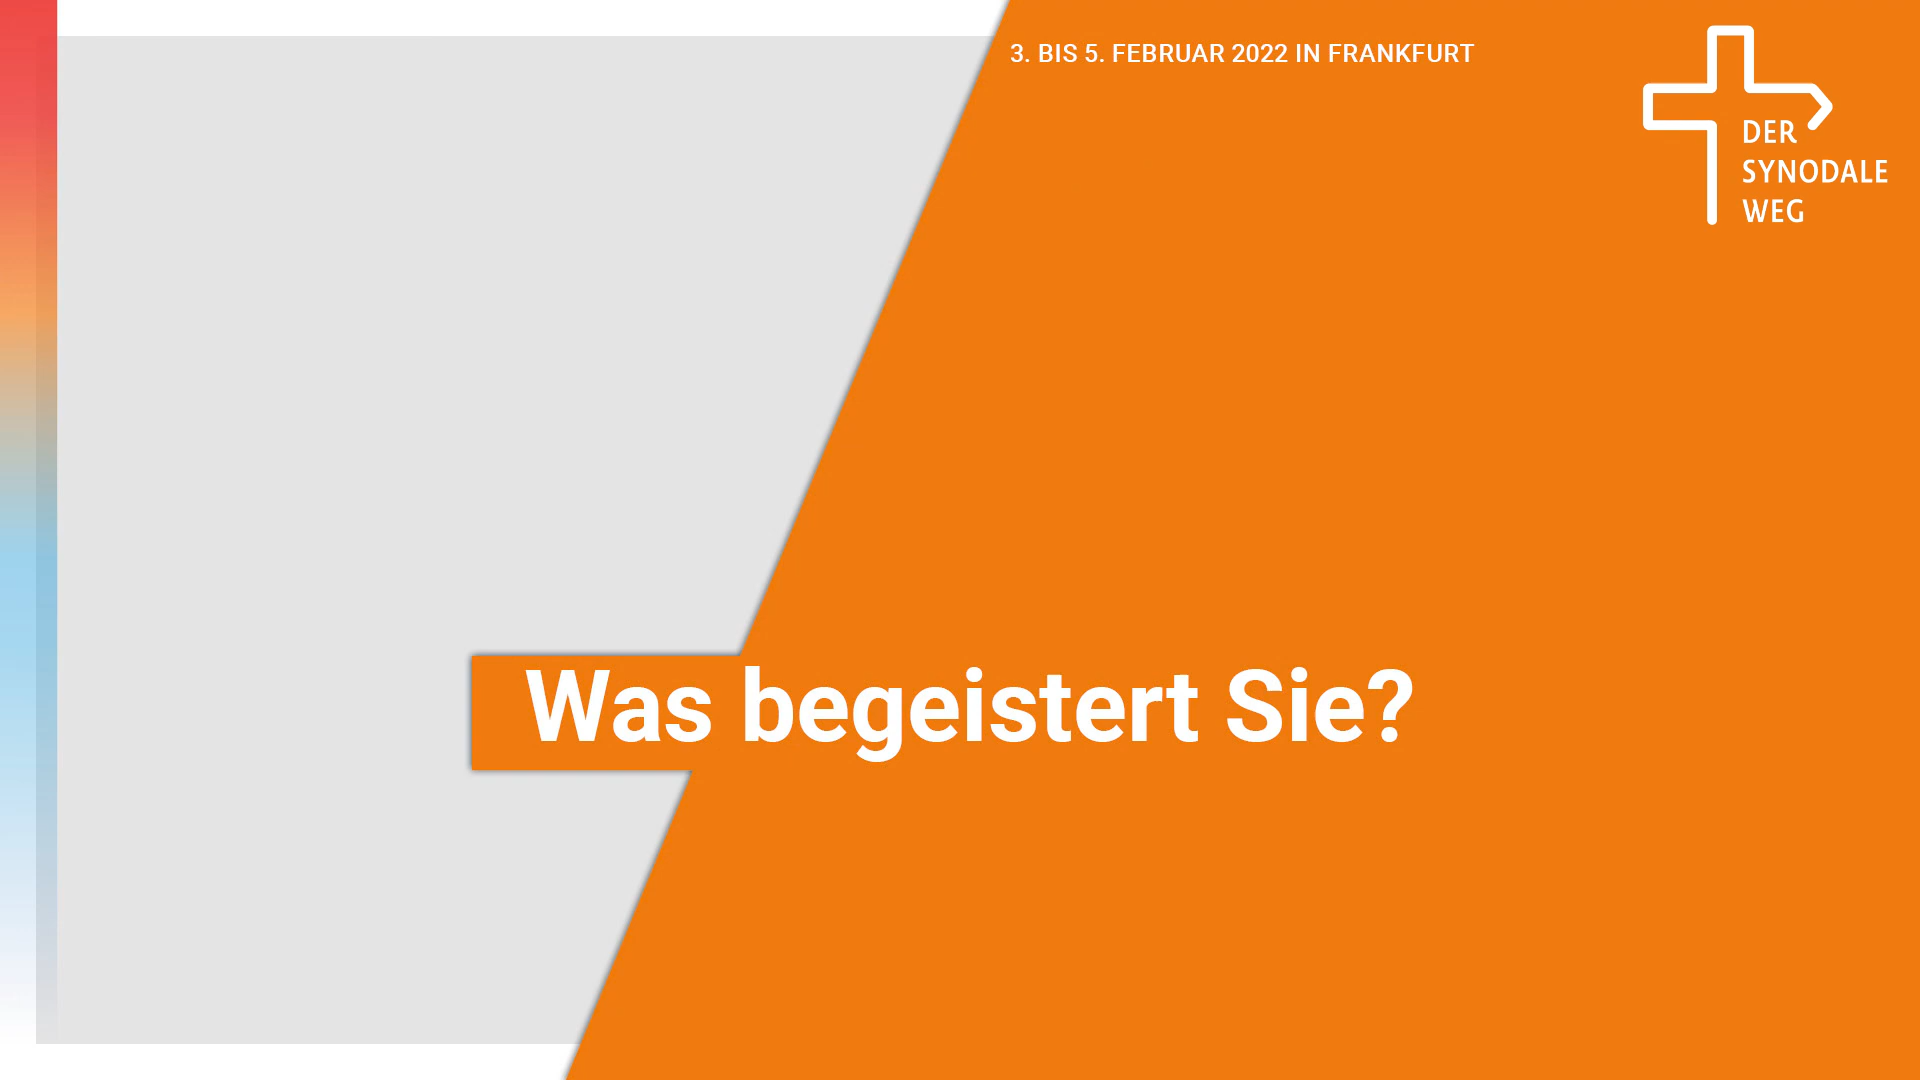 3. BIS 5. FEBRUAR 2022 IN FRANKFURT
DER
SYNODALE
WEG
Was begeistert Sie?